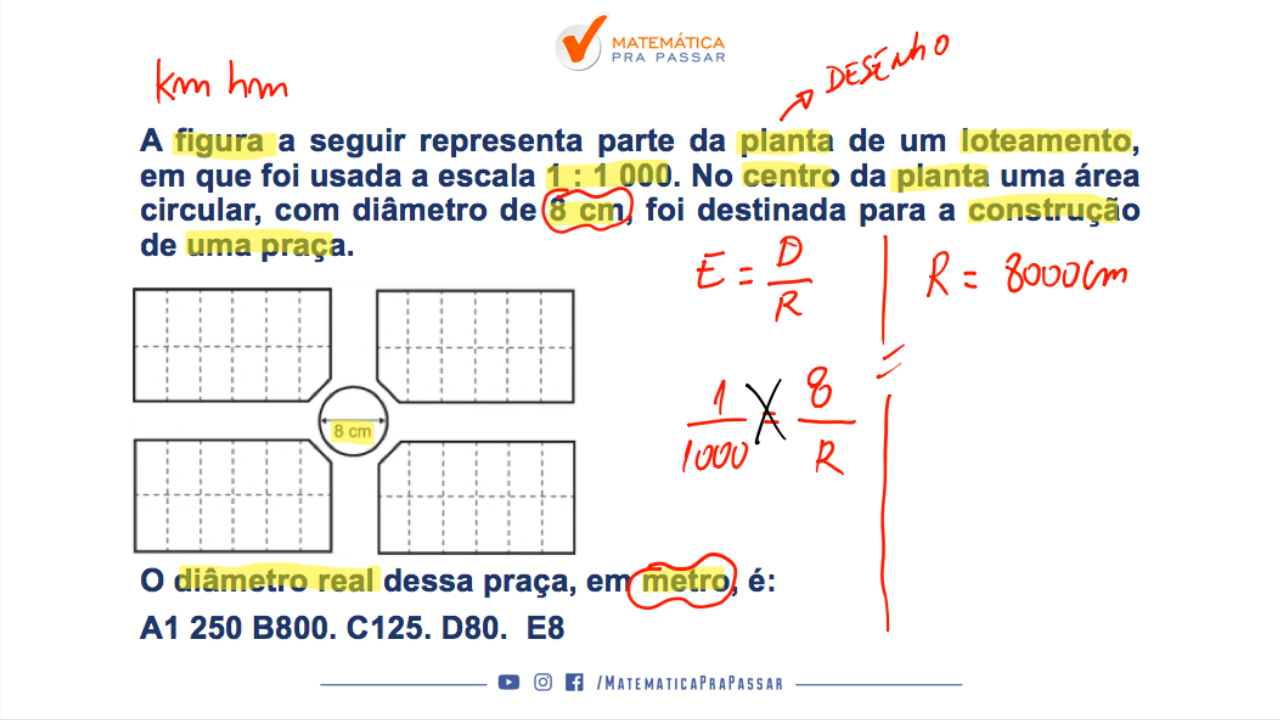 MATEMÁTICA
PRA PASSAR
km hm
DESENHO
A figura a seguir representa parte da planta de um loteamento,
em que foi usada a escala 1 : 1 000. No centro da planta uma área
circular, com diâmetro de 8 cm, foi destinada para a construção
de uma praça.
E = D/R
R = 8000cm
1/1000 = 8/R
8 cm
O diâmetro real dessa praça, em metro, é:
A1 250 B800. C125. D80. E8
/MATEMATICAPRAPASSAR